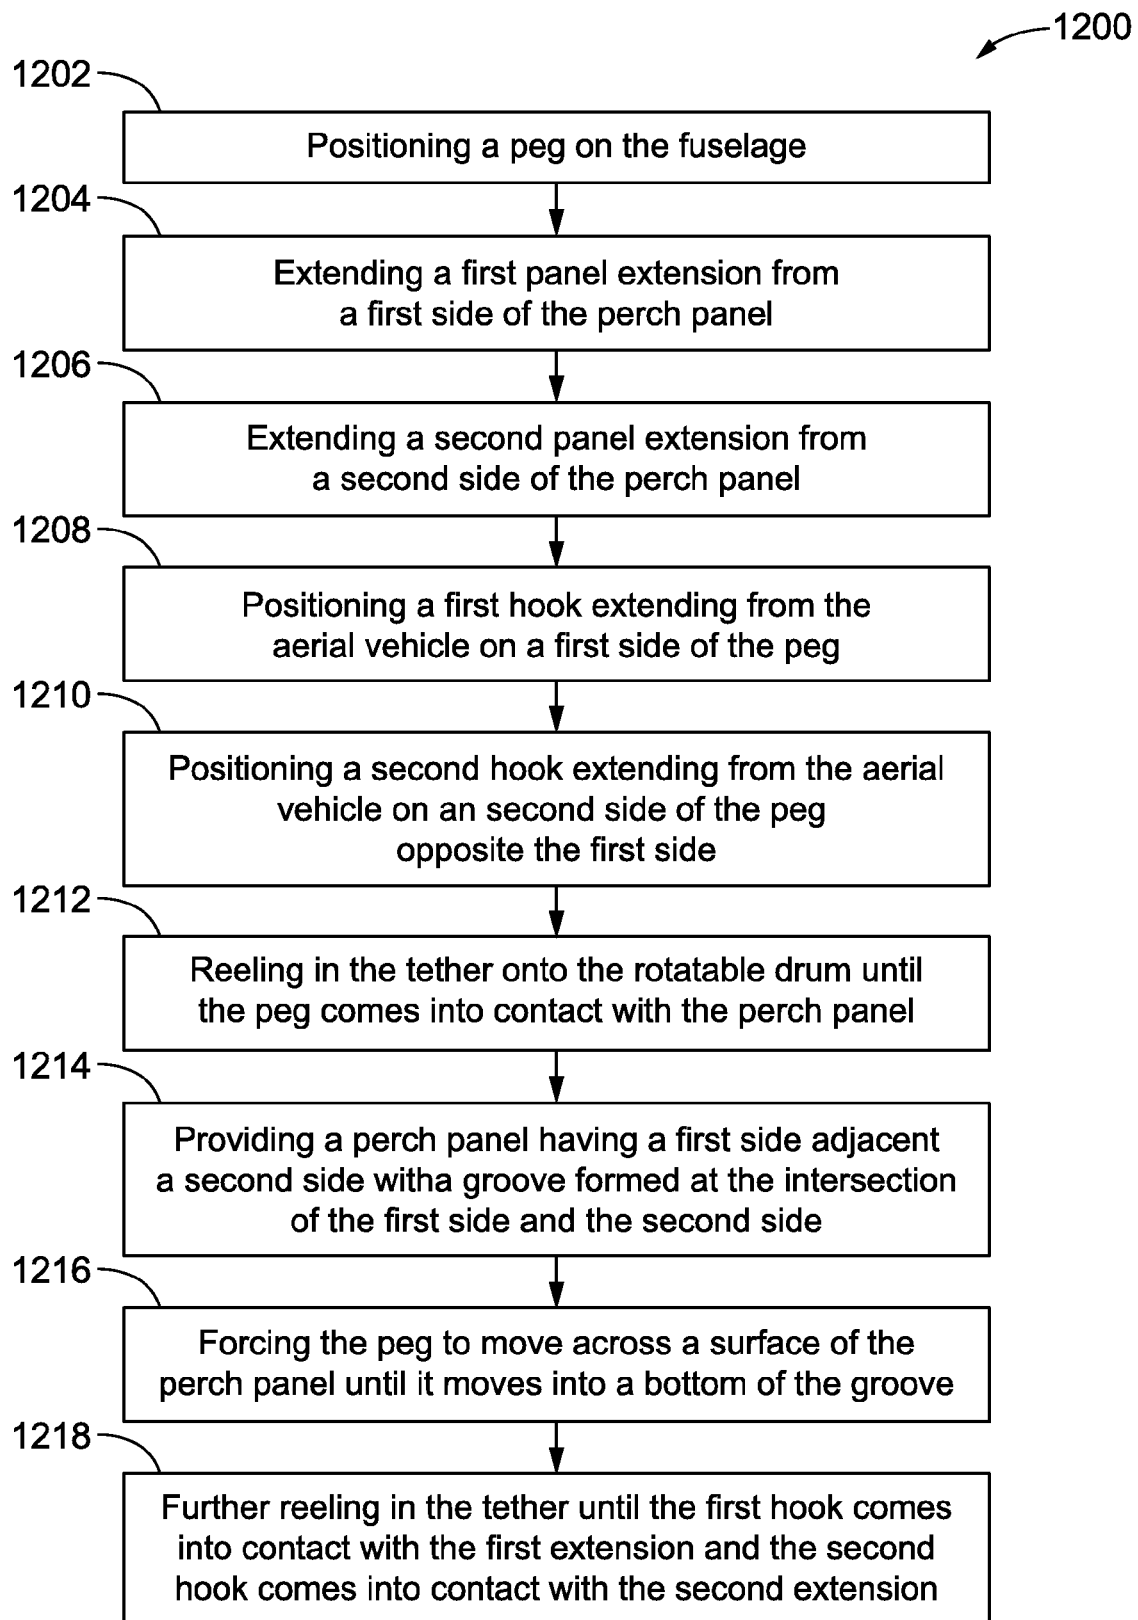 1200
1202
Positioning a peg on the fuselage
1204
Extending a first panel extension from
a first side of the perch panel
1206
Extending a second panel extension from
a second side of the perch panel
1208
Positioning a first hook extending from the
aerial vehicle on a first side of the peg
1210
Positioning a second hook extending from the aerial
vehicle on an second side of the peg
opposite the first side
1212
Reeling in the tether onto the rotatable drum until
the peg comes into contact with the perch panel
1214
Providing a perch panel having a first side adjacent
a second side witha groove formed at the intersection
of the first side and the second side
1216
Forcing the peg to move across a surface of the
perch panel until it moves into a bottom of the groove
1218
Further reeling in the tether until the first hook comes
into contact with the first extension and the second
hook comes into contact with the second extension